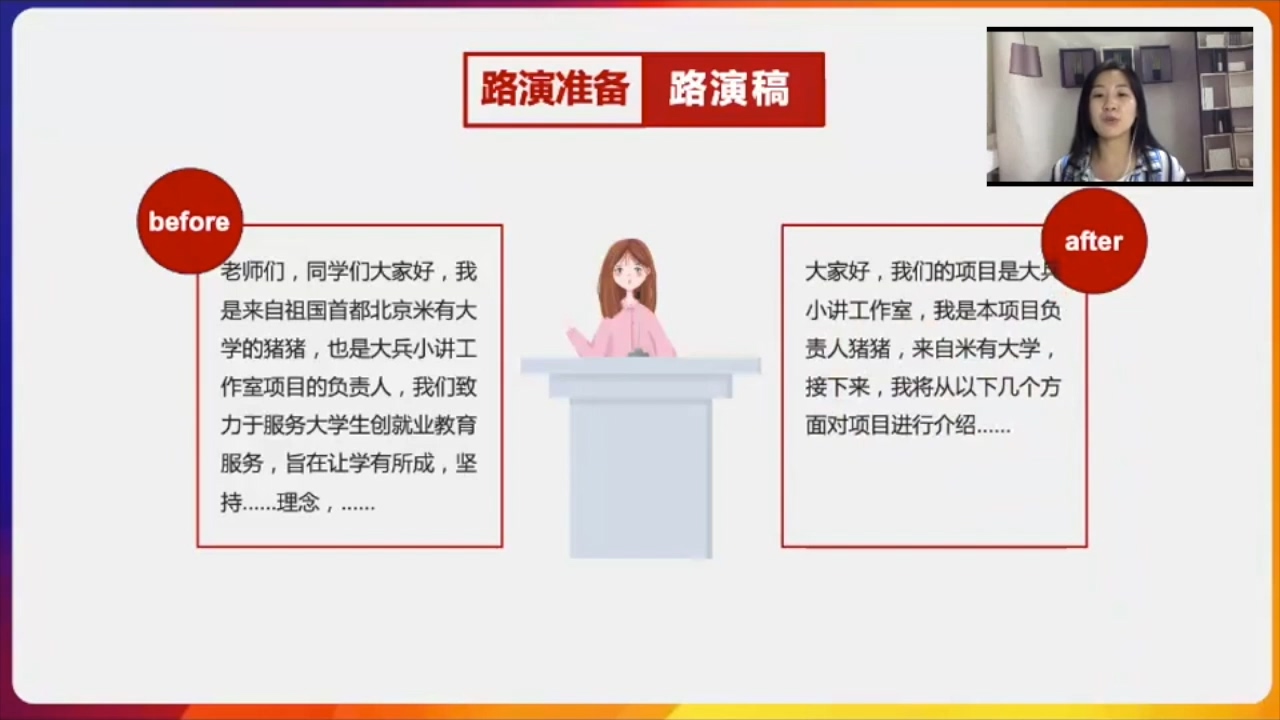 路演准备 路演稿
before
老师们，同学们大家好，我
是来自祖国首都北京米有大
学的猪猪，也是大兵小讲工
作室项目的负责人，我们致
力于服务大学生创就业教育
服务，旨在让学有所成，坚
持......理念，......
after
大家好，我们的项目是大兵
小讲工作室，我是本项目负
责人猪猪，来自米有大学，
接下来，我将从以下几个方
面对项目进行介绍......